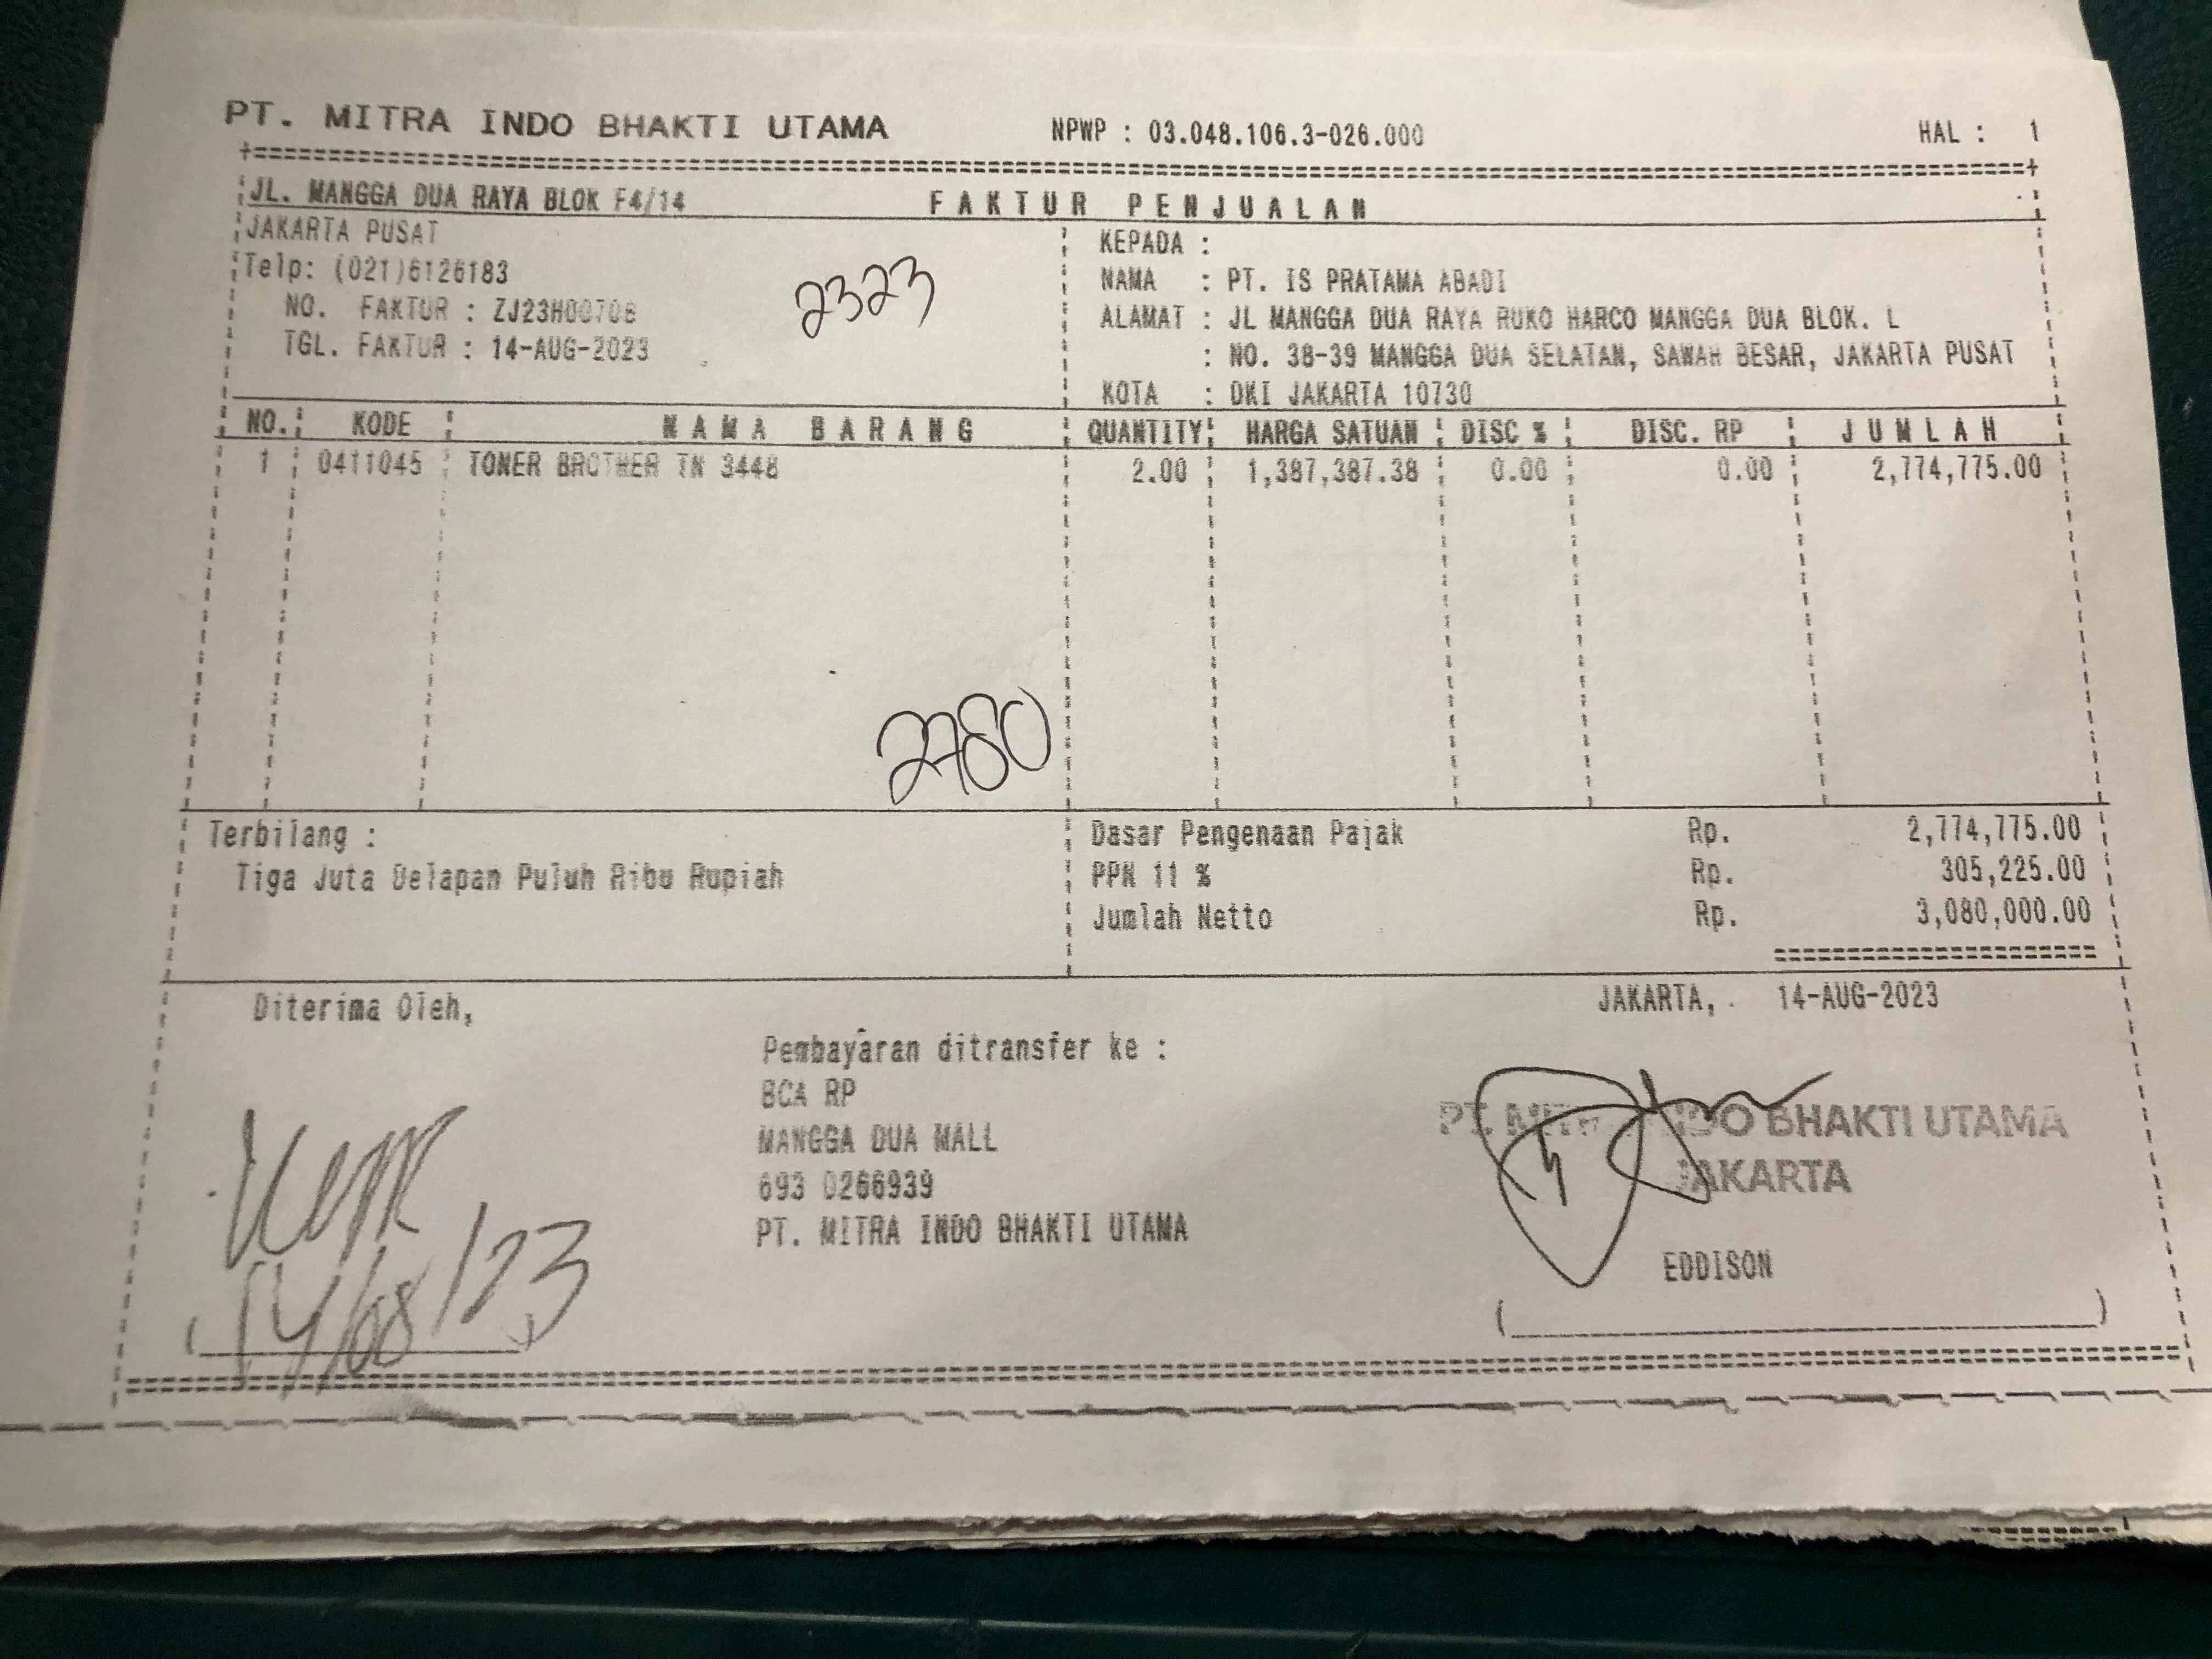 PT. MITRA INDO BHAKTI UTAMA NPWP : 03.048.106.3-026.000 HAL : 1
JL. MANGGA DUA RAYA BLOK F4/14 FAKTUR PENJUALAN
JAKARTA PUSAT
Telp: (021)6126183
NO. FAKTUR : ZJ23H00708
TGL. FAKTUR : 14-AUG-2023
2323
KEPADA :
NAMA : PT. IS PRATAMA ABADI
ALAMAT : JL MANGGA DUA RAYA RUKO HARCO MANGGA DUA BLOK. L
: NO. 38-39 MANGGA DUA SELATAN, SAWAH BESAR, JAKARTA PUSAT
KOTA : DKI JAKARTA 10730
NO. KODE NAMA BARANG QUANTITY HARGA SATUAN DISC % DISC. RP JUMLAH
1 0411045 TONER BROTHER TN 3448 2.00 1,387,387.38 0.00 0.00 2,774,775.00
2780
Terbilang :
Tiga Juta Delapan Puluh Ribu Rupiah
Dasar Pengenaan Pajak Rp. 2,774,775.00
PPN 11 % Rp. 305,225.00
Jumlah Netto Rp. 3,080,000.00
Diterima Oleh,
14/08/23
Pembayaran ditransfer ke :
BCA RP
MANGGA DUA MALL
693 0266939
PT. MITRA INDO BHAKTI UTAMA
JAKARTA, 14-AUG-2023
PT. MITRA INDO BHAKTI UTAMA
JAKARTA
EDDISON